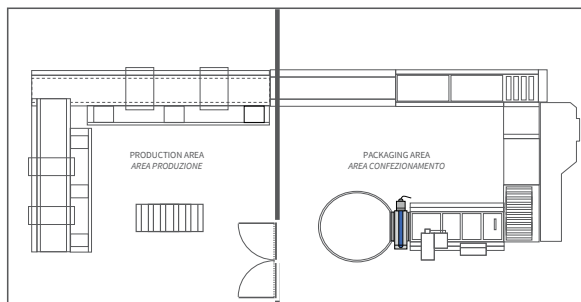 PRODUCTION AREA
AREA PRODUZIONE
PACKAGING AREA
AREA CONFEZIONAMENTO